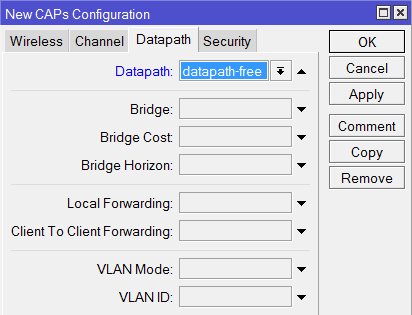 New CAPs Configuration
Wireless Channel Datapath Security
Datapath: datapath-free
Bridge:
Bridge Cost:
Bridge Horizon:
Local Forwarding:
Client To Client Forwarding:
VLAN Mode:
VLAN ID:
OK
Cancel
Apply
Comment
Copy
Remove